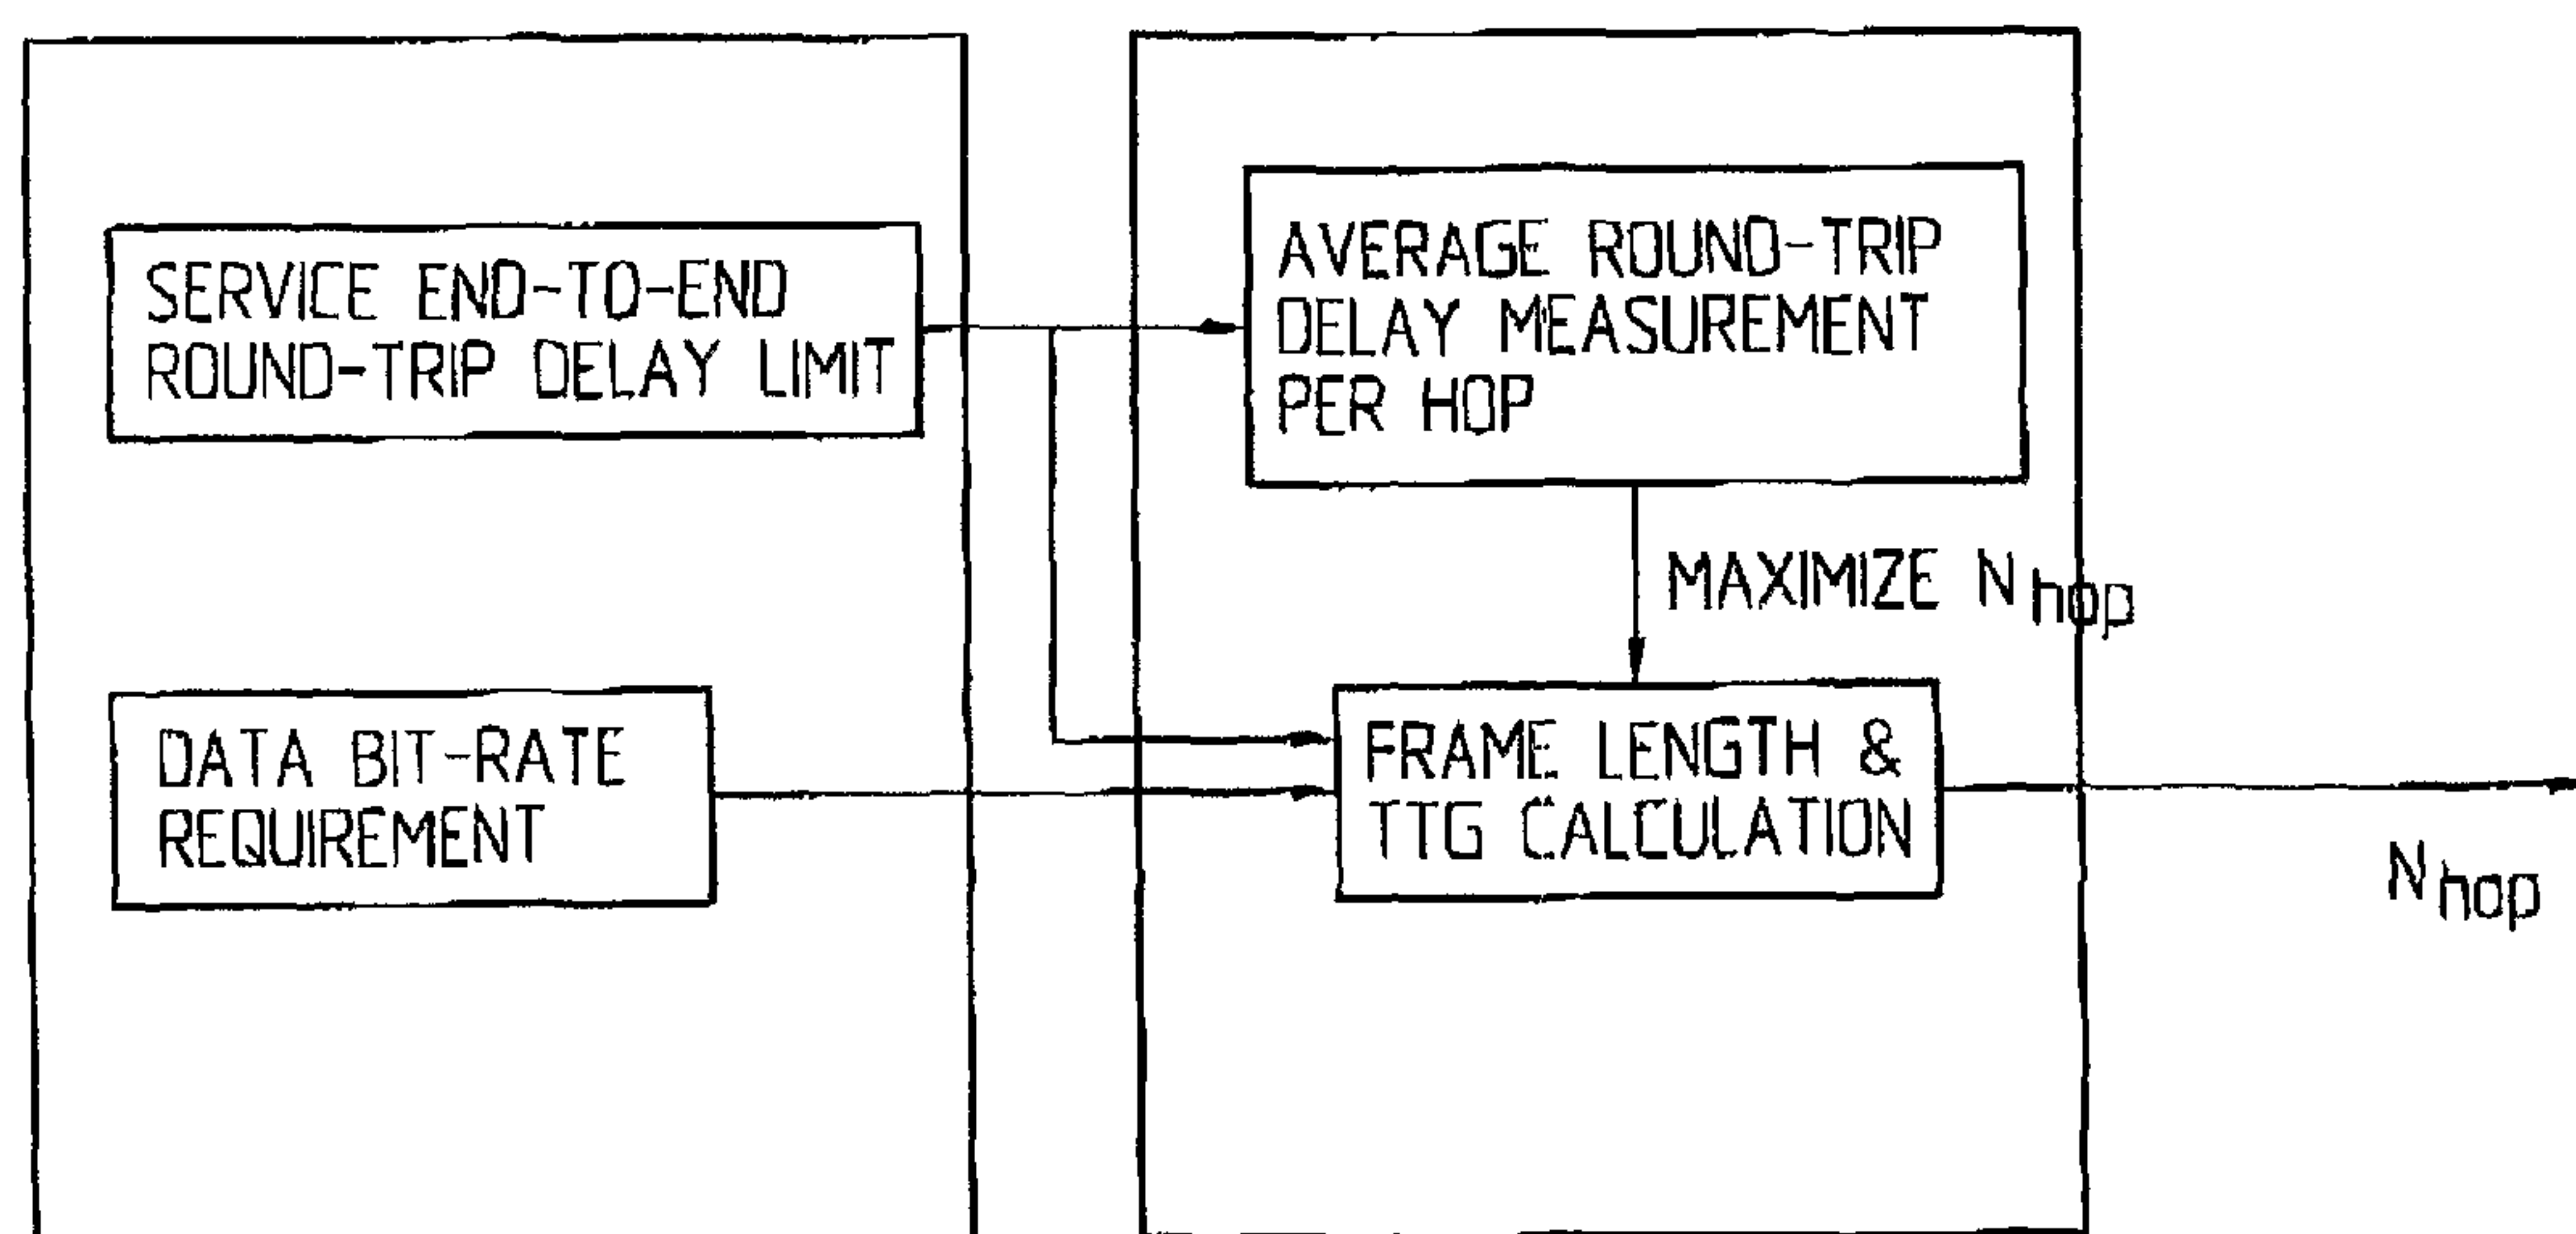 SERVICE END-TO-END
ROUND-TRIP DELAY LIMIT
DATA BIT-RATE
REQUIREMENT
AVERAGE ROUND-TRIP
DELAY MEASUREMENT
PER HOP
MAXIMIZE N hop
FRAME LENGTH &
TTG CALCULATION
N hop